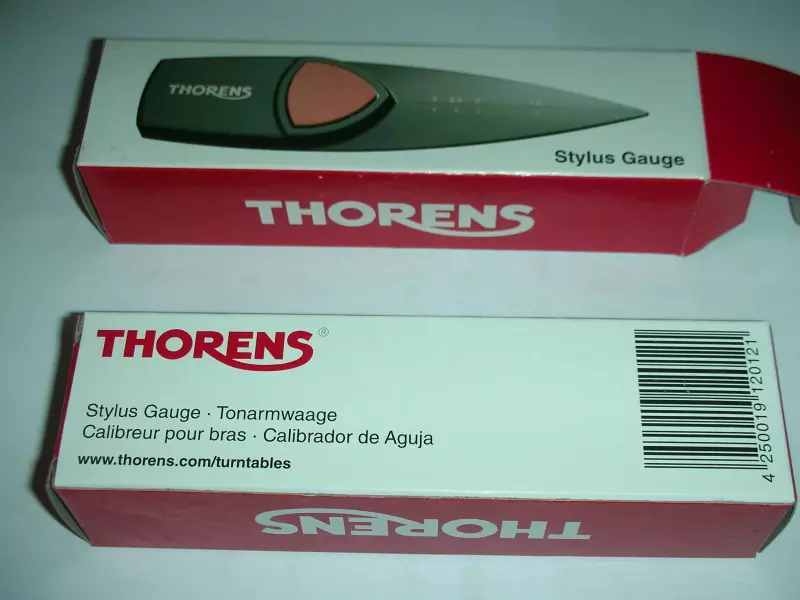 THORENS
Stylus Gauge
THORENS
THORENS®
Stylus Gauge · Tonarmwaage
Calibreur pour bras · Calibrador de Aguja
www.thorens.com/turntables
4 250019 120121
THORENS